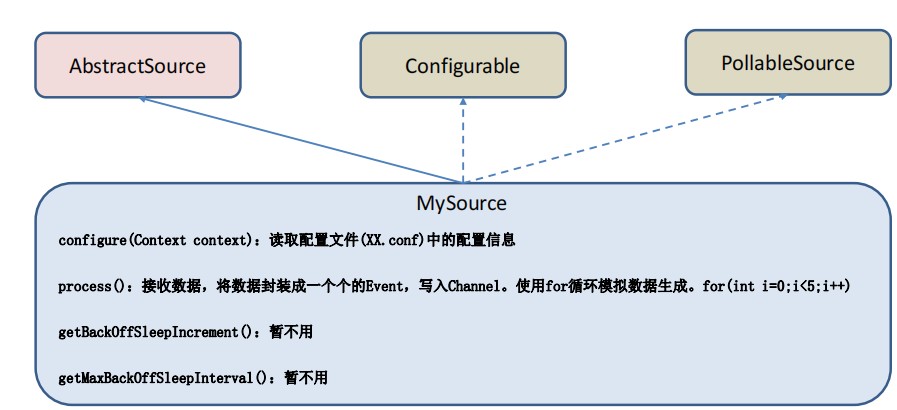 AbstractSource
Configurable
PollableSource
MySource
configure(Context context): 读取配置文件(XX.conf)中的配置信息
process(): 接收数据，将数据封装成一个个的Event，写入Channel。使用for循环模拟数据生成。for(int i=0;i<5;i++)
getBackOffSleepIncrement(): 暂不用
getMaxBackOffSleepInterval(): 暂不用